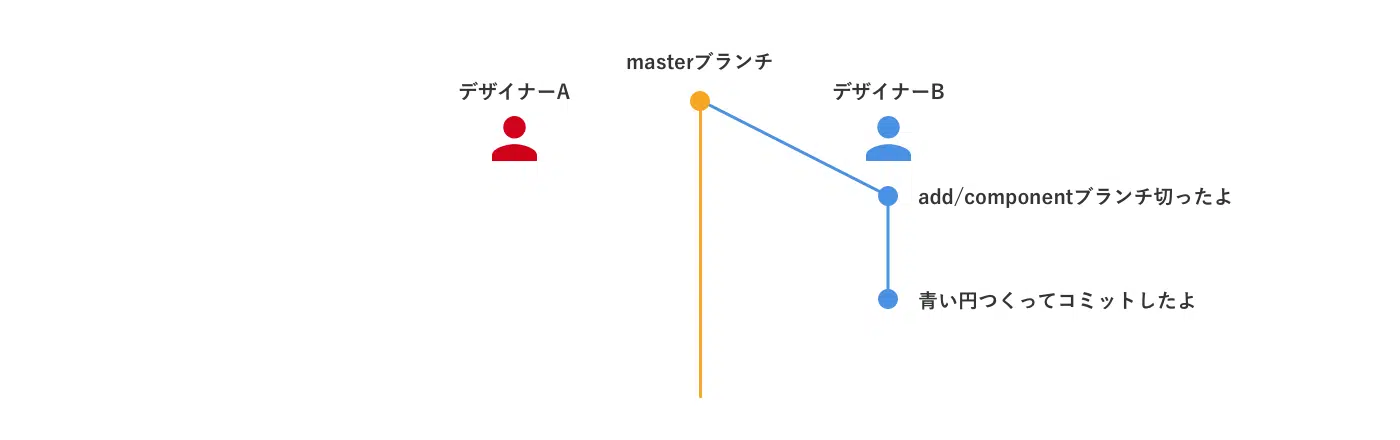 masterブランチ
デザイナーA
デザイナーB
add/componentブランチ切ったよ
青い円つくってコミットしたよ